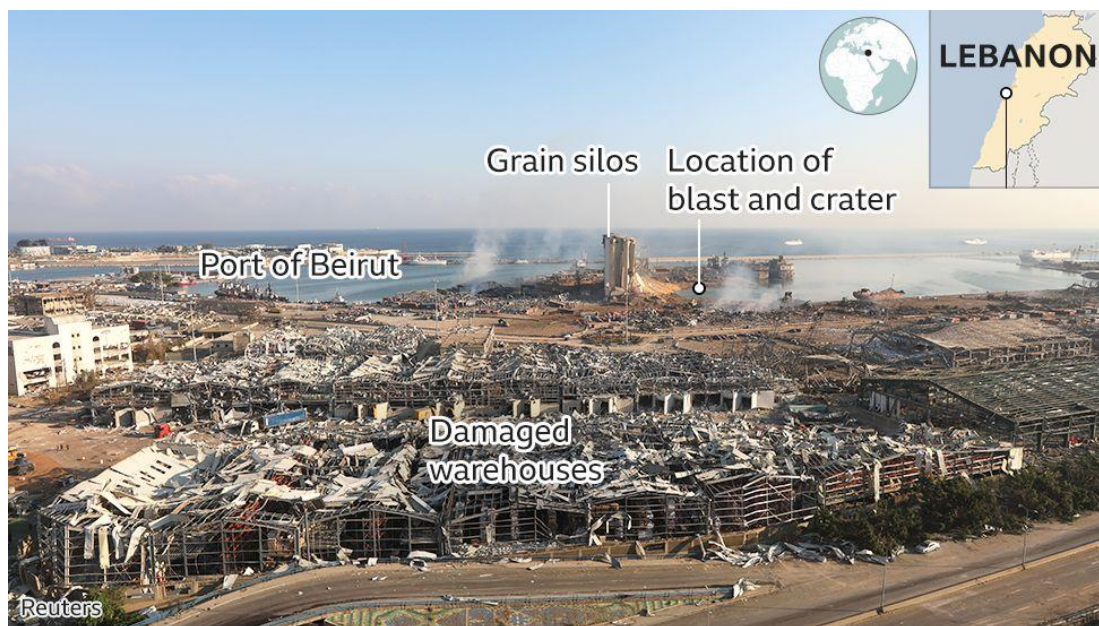 LEBANON
Grain silos
Location of
blast and crater
Port of Beirut
Damaged
warehouses
Reuters